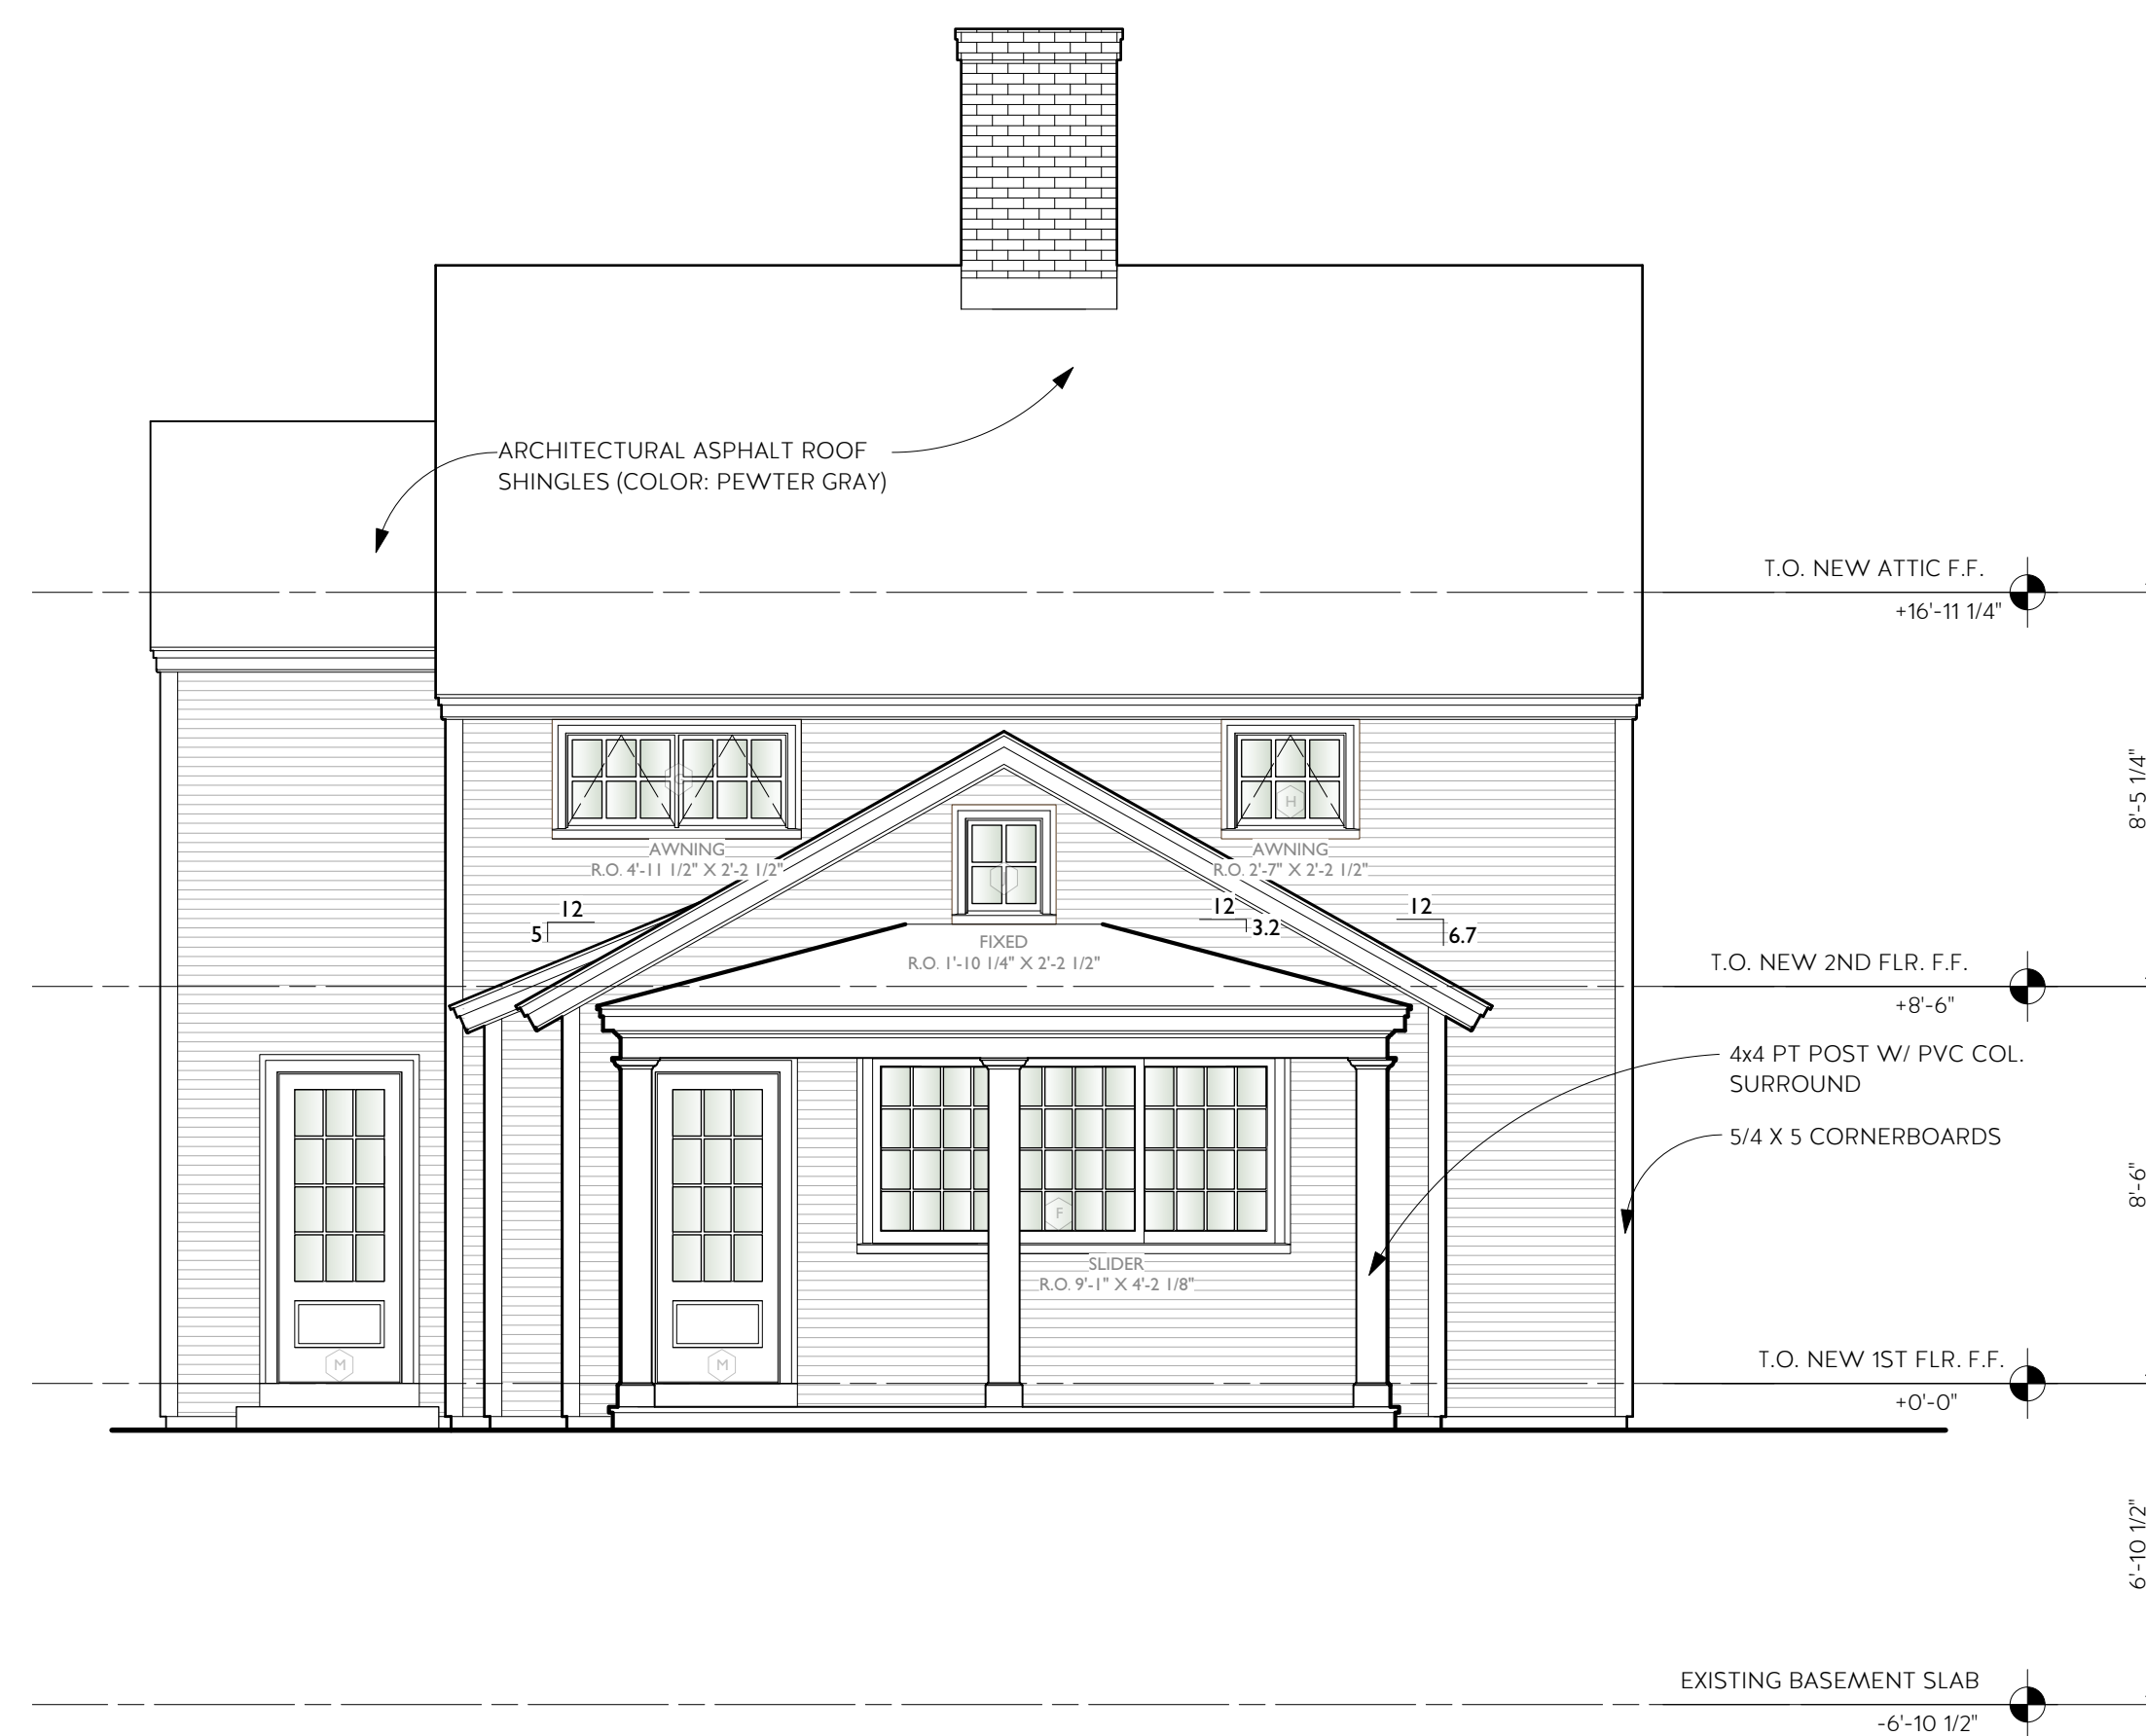 ARCHITECTURAL ASPHALT ROOF
SHINGLES (COLOR: PEWTER GRAY)
T.O. NEW ATTIC F.F.
+16'-11 1/4"
8'-5 1/4"
H
AWNING
R.O. 4'-11 1/2" X 2'-2 1/2"
AWNING
R.O. 2'-7" X 2'-2 1/2"
12
5
12
3.2
12
6.7
FIXED
R.O. 1'-10 1/4" X 2'-2 1/2"
T.O. NEW 2ND FLR. F.F.
+8'-6"
4x4 PT POST W/ PVC COL.
SURROUND
5/4 X 5 CORNERBOARDS
8'-6"
F
SLIDER
R.O. 9'-1" X 4'-2 1/8"
M
M
T.O. NEW 1ST FLR. F.F.
+0'-0"
6'-10 1/2"
EXISTING BASEMENT SLAB
-6'-10 1/2"